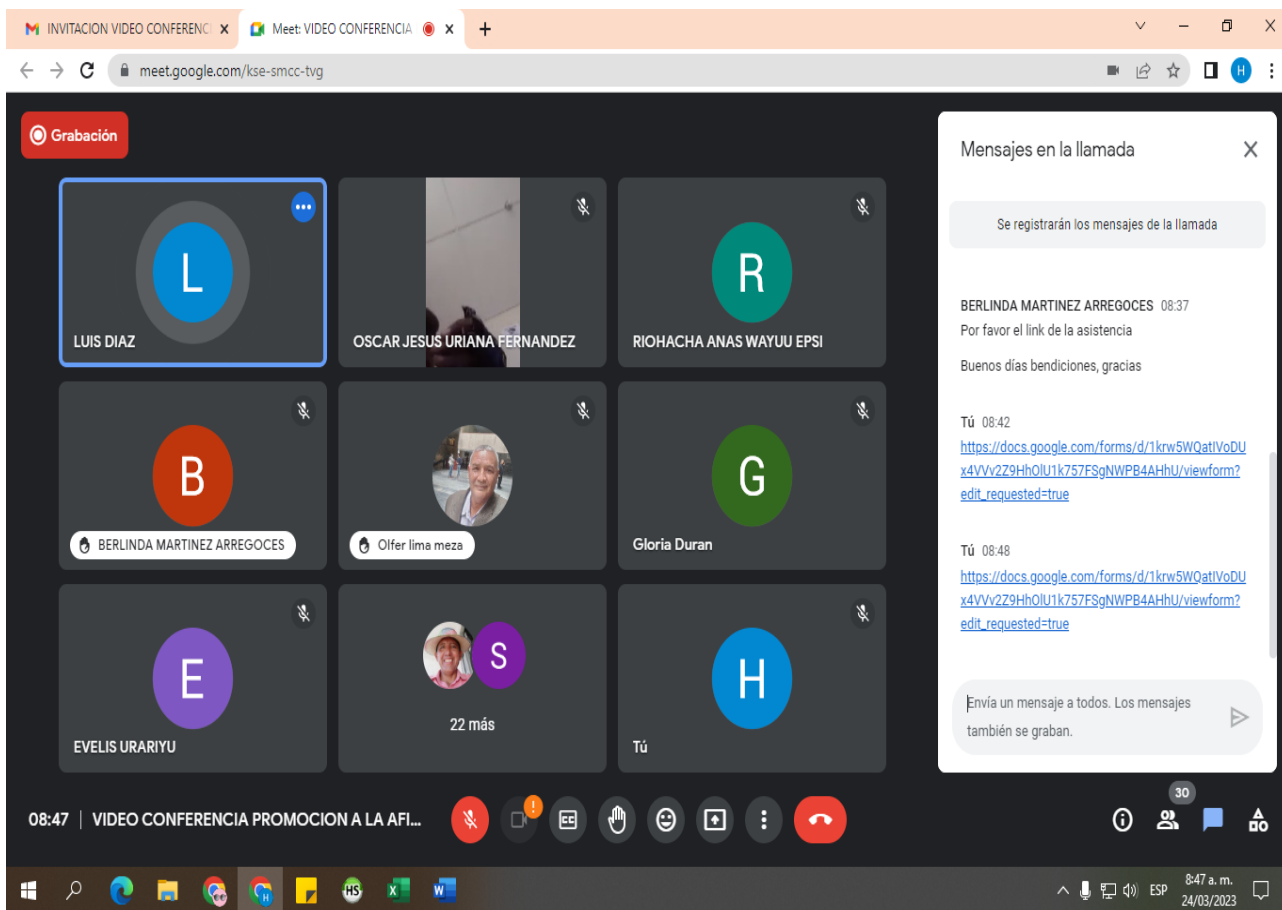 INVITACION VIDEO CONFERENC
Meet: VIDEO CONFERENCIA
meet.google.com/kse-smcc-tvg
H
Grabación
L
LUIS DIAZ
OSCAR JESUS URIANA FERNANDEZ
R
RIOHACHA ANAS WAYUU EPSI
B
BERLINDA MARTINEZ ARREGOCES
Olfer lima meza
G
Gloria Duran
E
EVELIS URARIYU
S
22 más
H
Tú
Mensajes en la llamada
Se registrarán los mensajes de la llamada
BERLINDA MARTINEZ ARREGOCES 08:37
Por favor el link de la asistencia
Buenos días bendiciones, gracias
Tú 08:42
https://docs.google.com/forms/d/1krw5WQatIVoDU
x4VVv2Z9HhOlU1k757FSgNWPB4AHhU/viewform?
edit_requested=true
Tú 08:48
https://docs.google.com/forms/d/1krw5WQatIVoDU
x4VVv2Z9HhOlU1k757FSgNWPB4AHhU/viewform?
edit_requested=true
Envía un mensaje a todos. Los mensajes
también se graban.
08:47 | VIDEO CONFERENCIA PROMOCION A LA AFI...
30
HS
ESP
8:47 a. m.
24/03/2023